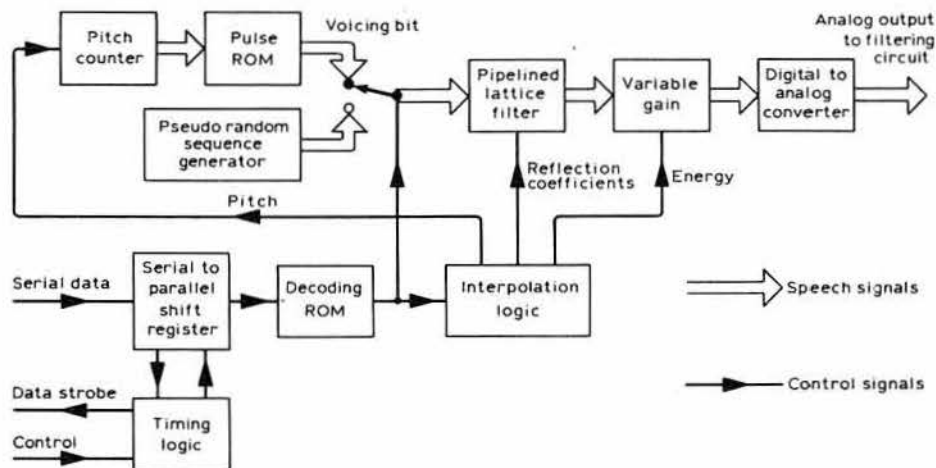 Pitch
counter
Pulse
ROM
Voicing bit
Pseudo random
sequence
generator
Pipelined
lattice
filter
Variable
gain
Digital to
analog
converter
Analog output
to filtering
circuit
Reflection
coefficients
Energy
Pitch
Serial data
Serial to
parallel
shift
register
Decoding
ROM
Interpolation
logic
Speech signals
Data strobe
Control
Timing
logic
Control signals